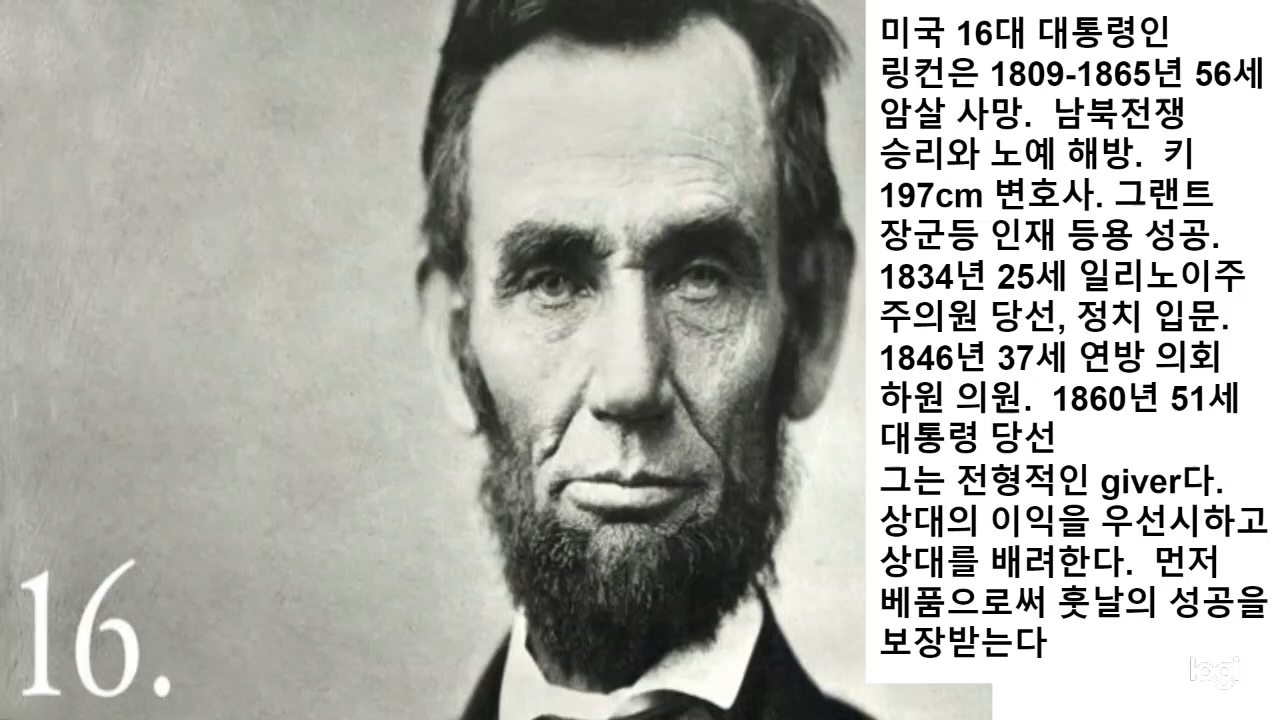 미국 16대 대통령인
링컨은 1809-1865년 56세
암살 사망.  남북전쟁
승리와 노예 해방.  키
197cm 변호사. 그랜트
장군등 인재 등용 성공.
1834년 25세 일리노이주
주의원 당선, 정치 입문.
1846년 37세 연방 의회
하원 의원.  1860년 51세
대통령 당선
그는 전형적인 giver다.
상대의 이익을 우선시하고
상대를 배려한다.  먼저
베품으로써 훗날의 성공을
보장받는다
16.
logi